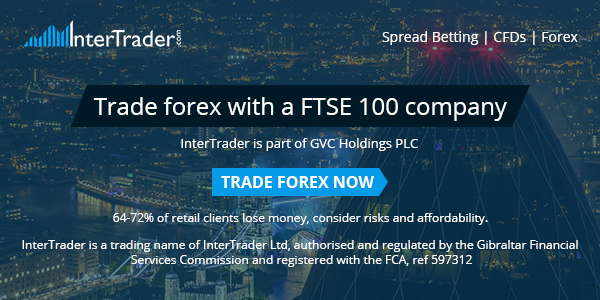 InterTrader.com
Spread Betting | CFDs | Forex
Trade forex with a FTSE 100 company
InterTrader is part of GVC Holdings PLC
TRADE FOREX NOW
64-72% of retail clients lose money, consider risks and affordability.
InterTrader is a trading name of InterTrader Ltd, authorised and regulated by the Gibraltar Financial
Services Commission and registered with the FCA, ref 597312